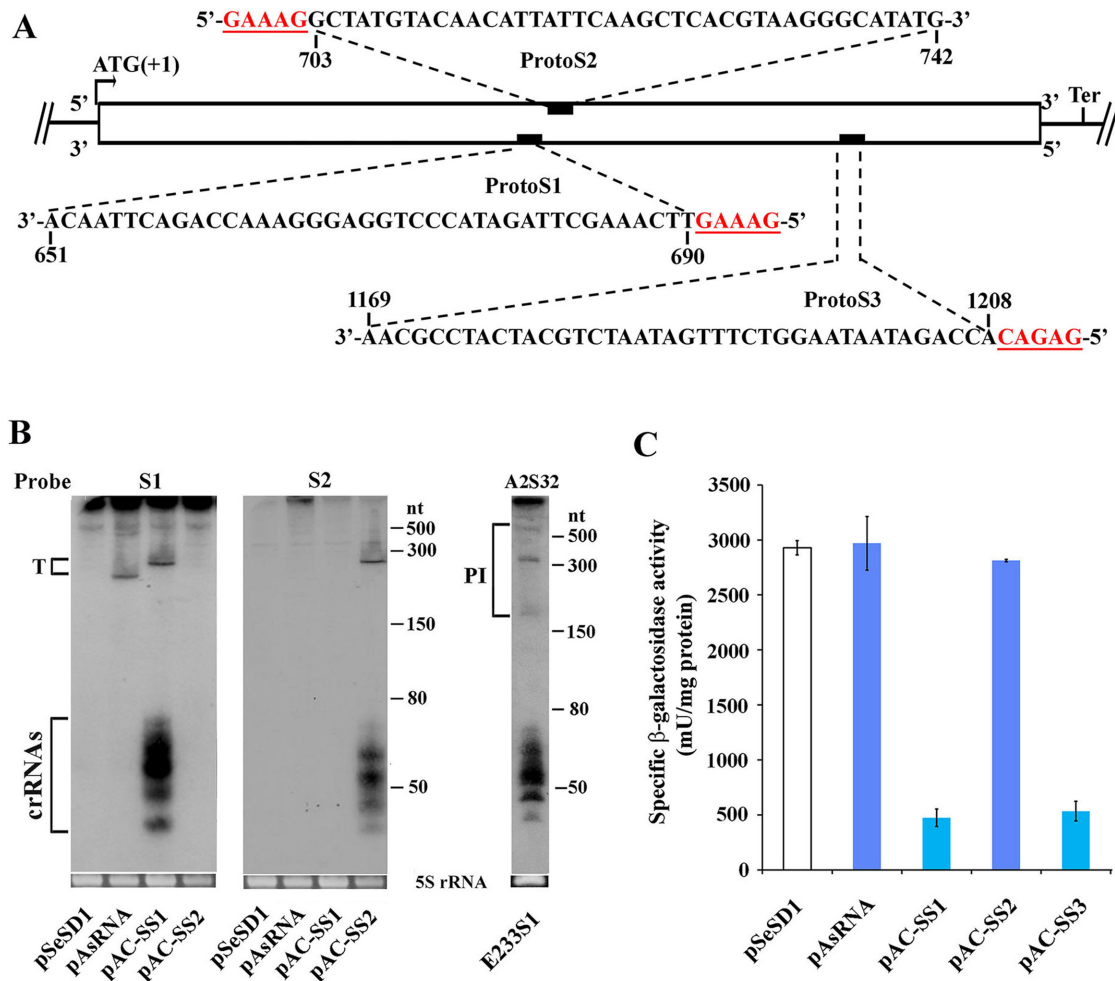 A
5’-GAAAGGCTATGTACAACATTATTCAAGCTCACGTAAGGGCATATG-3’
703
ProtoS2
742
ATG(+1)
5’
3’
Ter
3’
5’
ProtoS1
3’-ACAATTCAGACCAAAGGGAGGTCCCATAGATTCGAAACTTGAAAG-5’
651
690
1169
ProtoS3
1208
3’-AACGCCTACTACGTCTAATAGTTTCTGGAATAATAGACCACAGAG-5’
B
Probe
S1
S2
A2S32
nt
500
300
150
80
50
T
crRNAs
nt
500
300
150
80
50
PI
5S rRNA
pSeSD1
pAsRNA
pAC-SS1
pAC-SS2
pSeSD1
pAsRNA
pAC-SS1
pAC-SS2
E233S1
C
Specific β-galactosidase activity
(mU/mg protein)
3500
3000
2500
2000
1500
1000
500
0
pSeSD1
pAsRNA
pAC-SS1
pAC-SS2
pAC-SS3